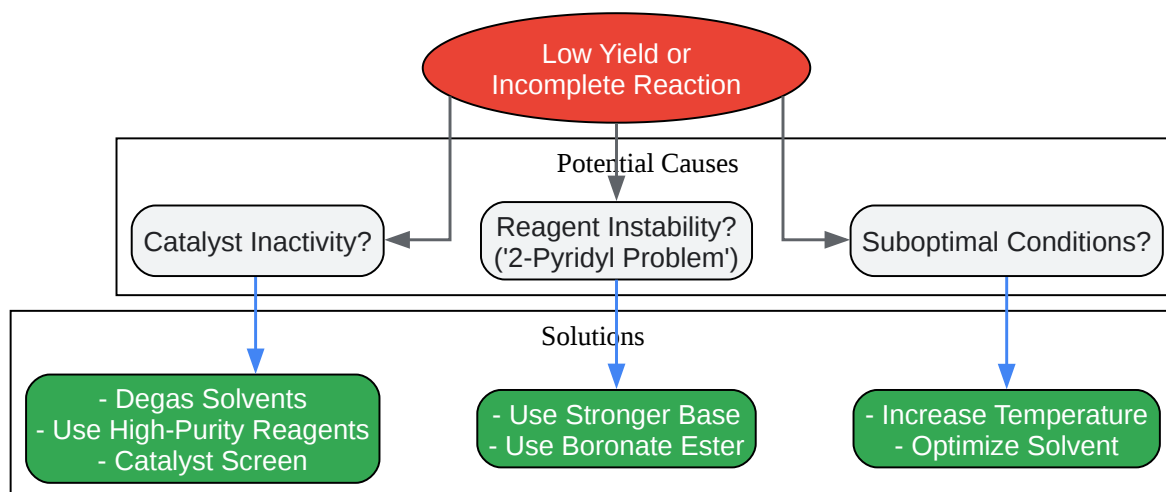 Low Yield or
Incomplete Reaction
Potential Causes
Catalyst Inactivity?
Reagent Instability?
('2-Pyridyl Problem')
Suboptimal Conditions?
Solutions
- Degas Solvents
- Use High-Purity Reagents
- Catalyst Screen
- Use Stronger Base
- Use Boronate Ester
- Increase Temperature
- Optimize Solvent